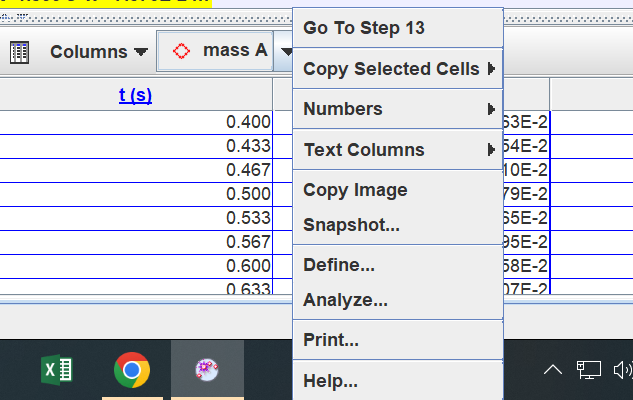 Go To Step 13
Columns
mass A
Copy Selected Cells
t (s)
Numbers
0.400
63E-2
0.433
54E-2
Text Columns
0.467
10E-2
0.500
79E-2
Copy Image
0.533
65E-2
Snapshot...
0.567
95E-2
0.600
58E-2
Define...
0.633
07E-2
Analyze...
Print...
Help...